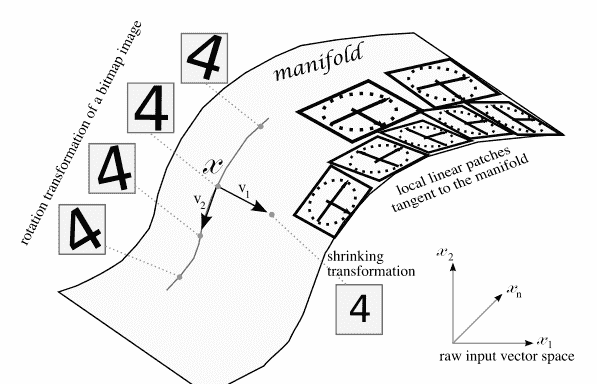 rotation transformation of a bitmap image
4
4
4
4
manifold
x
v1
v2
local linear patches
tangent to the manifold
shrinking
transformation
4
x2
xn
x1
raw input vector space